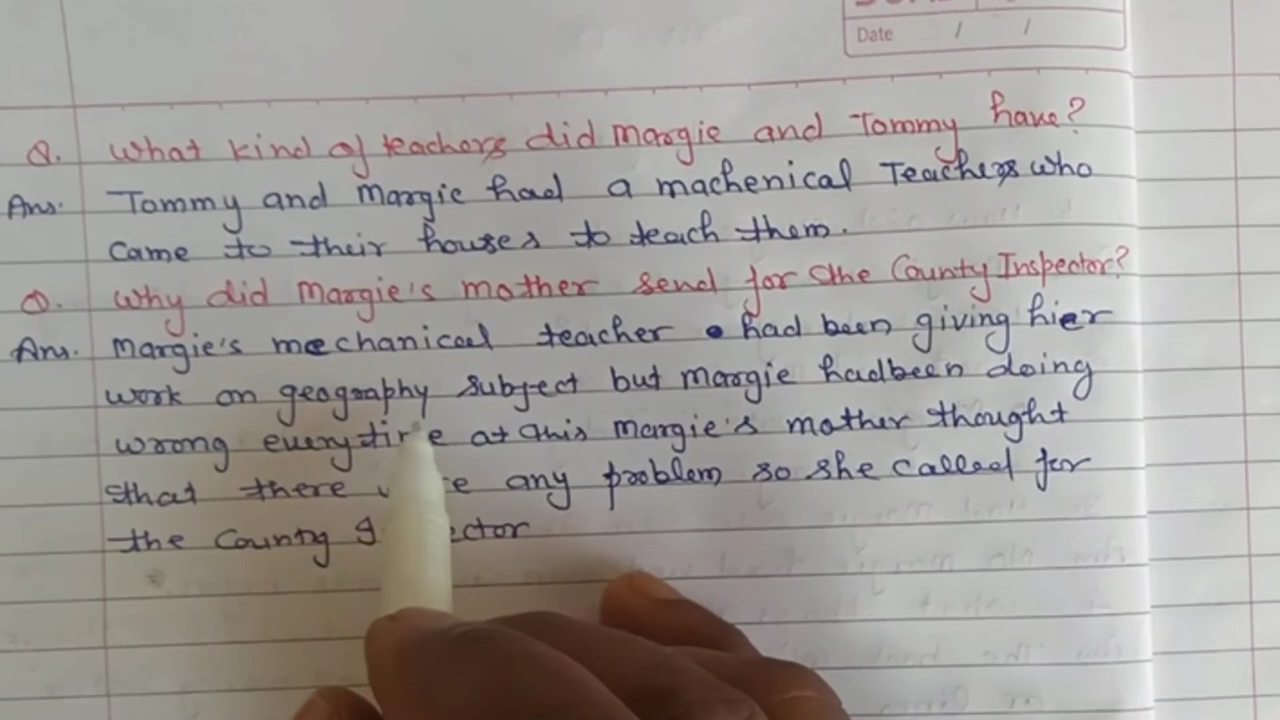 Date / /
Q. What kind of teachers did Margie and Tommy have?
Ans. Tommy and Margie had a machenical Teachers who
came to their houses to teach them.
Q. Why did Margie's mother send for the County Inspector?
Ans. Margie's mechanical teacher had been giving hier
work on geography subject but Margie hadbeen doing
wrong at this Margie's mother thought
that there any problem so she called for
the County